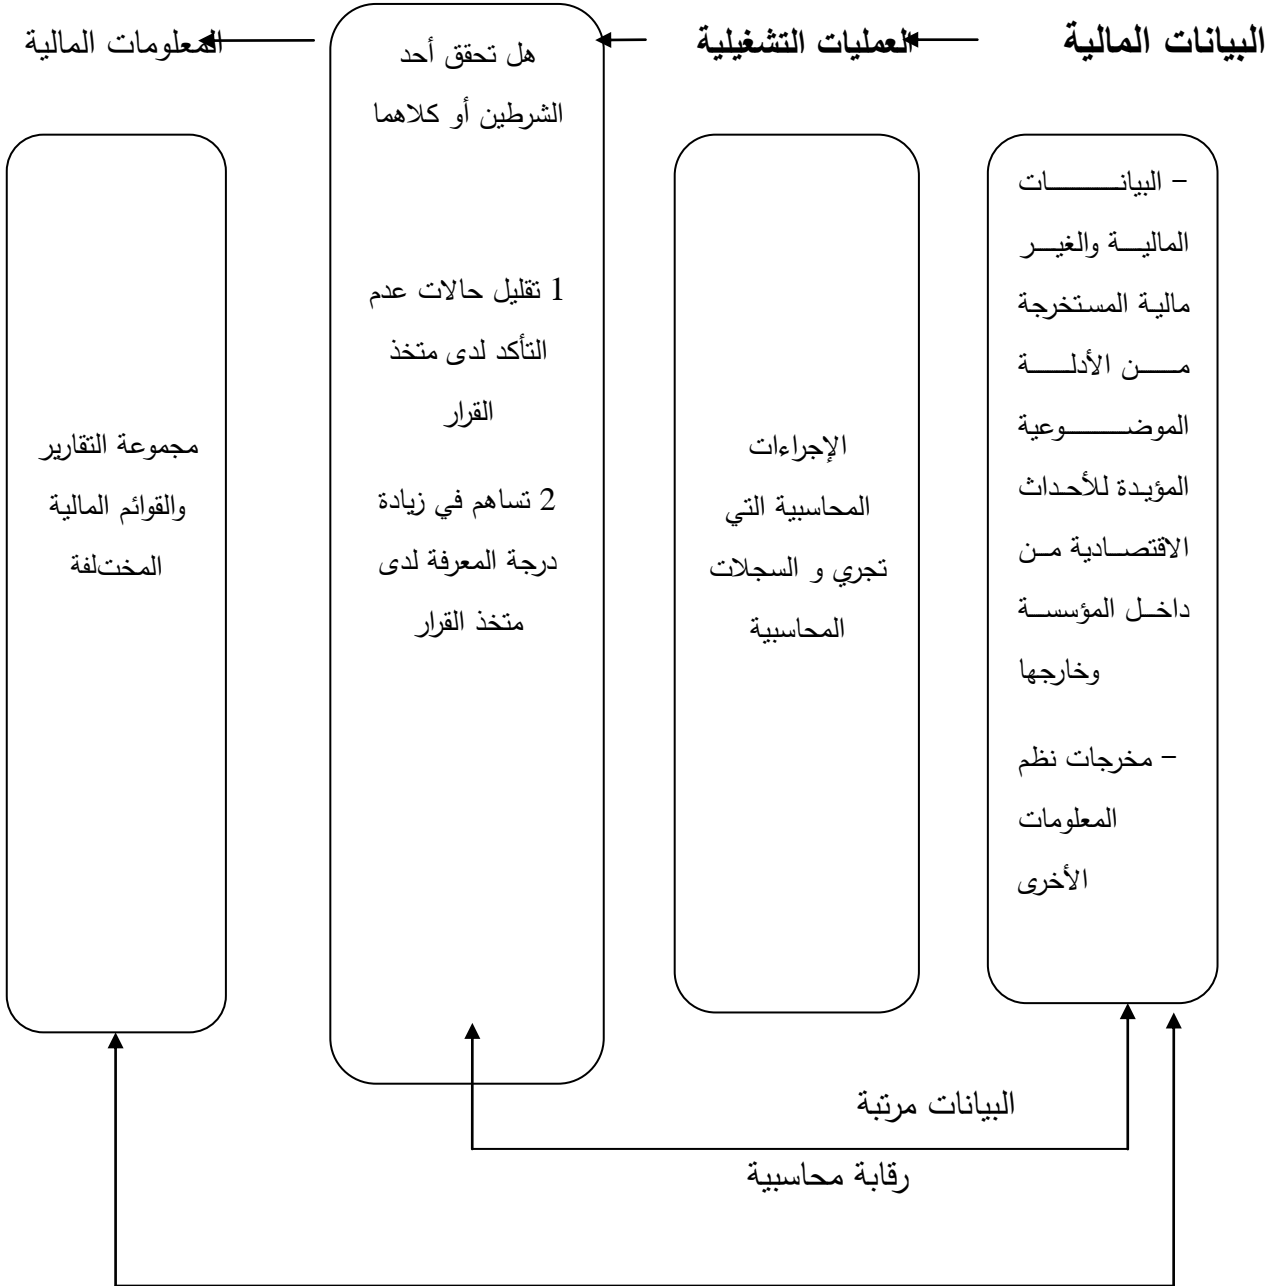 البيانات المالية
العمليات التشغيلية
هل تحقق أحد
الشرطين أو كلاهما
المعلومات المالية
– البيانات
المالية والغير
مالية المستخرجة
من الأدلة
الموضوعية
المؤيدة للأحداث
الاقتصادية من
داخل المؤسسة
وخارجها
– مخرجات نظم
المعلومات
الأخرى
الإجراءات
المحاسبية التي
تجري و السجلات
المحاسبية
1 تقليل حالات عدم
التأكد لدى متخذ
القرار
2 تساهم في زيادة
درجة المعرفة لدى
متخذ القرار
مجموعة التقارير
والقوائم المالية
المختلفة
البيانات مرتبة
رقابة محاسبية